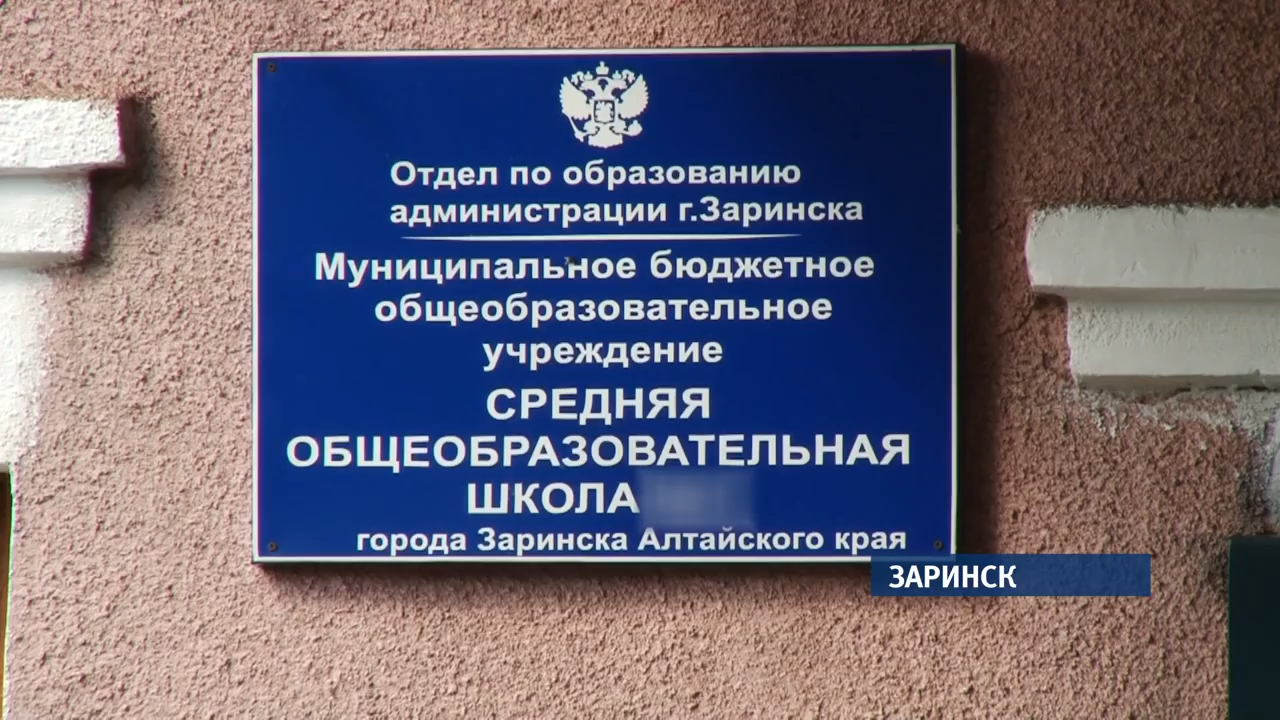 Отдел по образованию
администрации г.Заринска
Муниципальное бюджетное
общеобразовательное
учреждение
СРЕДНЯЯ
ОБЩЕОБРАЗОВАТЕЛЬНАЯ
ШКОЛА
города Заринска Алтайского края
ЗАРИНСК